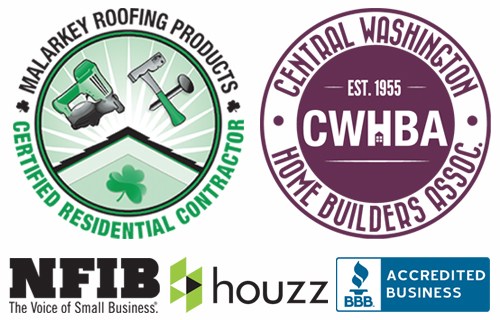 MALARKEY ROOFING PRODUCTS
CERTIFIED RESIDENTIAL CONTRACTOR
CENTRAL WASHINGTON
EST. 1955
CWHBA
HOME BUILDERS ASSOC.
NFIB
The Voice of Small Business.®
houzz
BBB.
ACCREDITED
BUSINESS